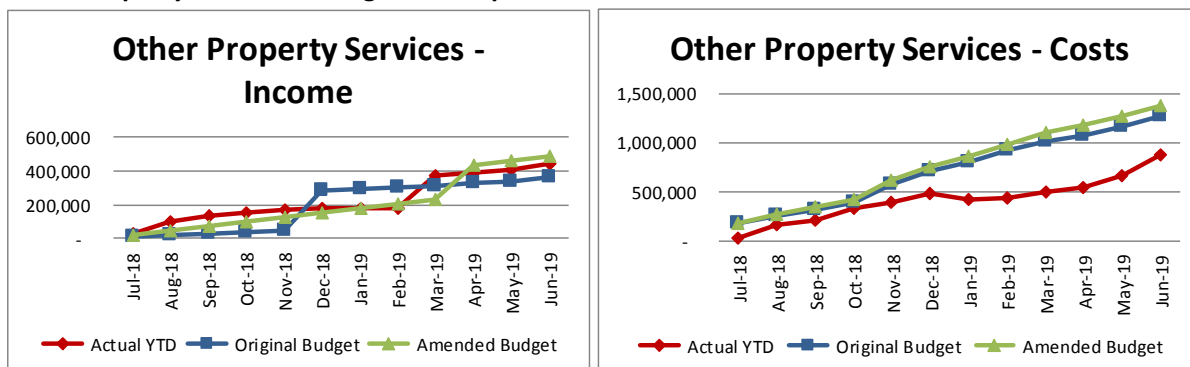 Other Property Services -
Income
600,000
400,000
200,000
-
Jul-18
Aug-18
Sep-18
Oct-18
Nov-18
Dec-18
Jan-19
Feb-19
Mar-19
Apr-19
May-19
Jun-19
Actual YTD Original Budget Amended Budget
Other Property Services - Costs
1,500,000
1,000,000
500,000
-
Jul-18
Aug-18
Sep-18
Oct-18
Nov-18
Dec-18
Jan-19
Feb-19
Mar-19
Apr-19
May-19
Jun-19
Actual YTD Original Budget Amended Budget